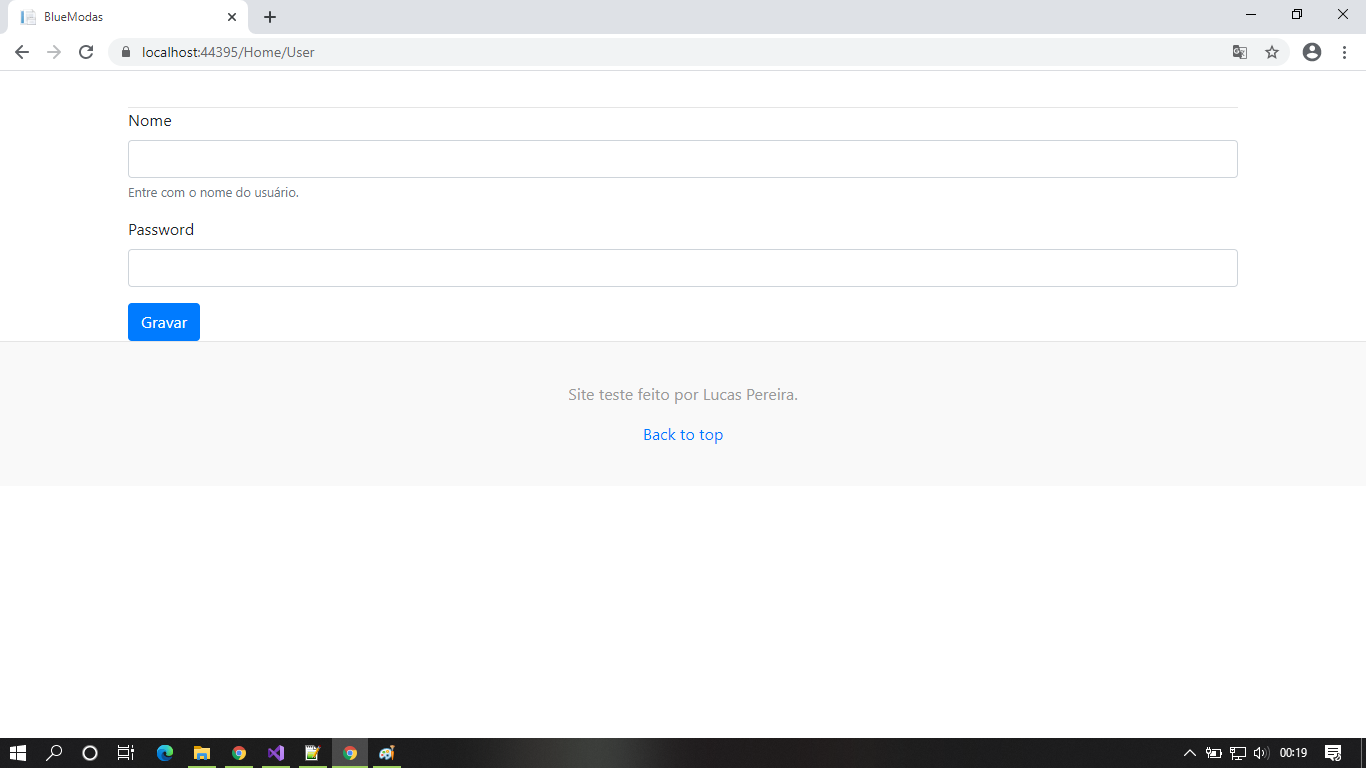 BlueModas
localhost:44395/Home/User
Nome
Entre com o nome do usuário.
Password
Gravar
Site teste feito por Lucas Pereira.
Back to top
00:19